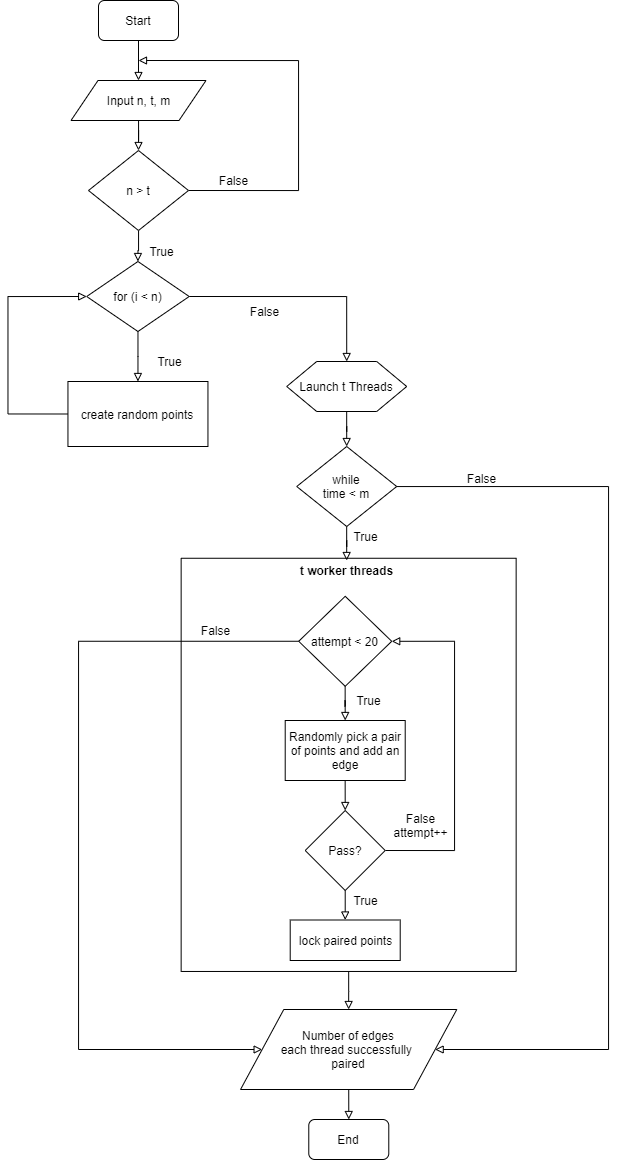 Start
Input n, t, m
n > t
False
True
for (i < n)
False
True
create random points
Launch t Threads
while
time < m
False
True
t worker threads
False
attempt < 20
True
Randomly pick a pair
of points and add an
edge
False
attempt++
Pass?
True
lock paired points
Number of edges
each thread successfully
paired
End